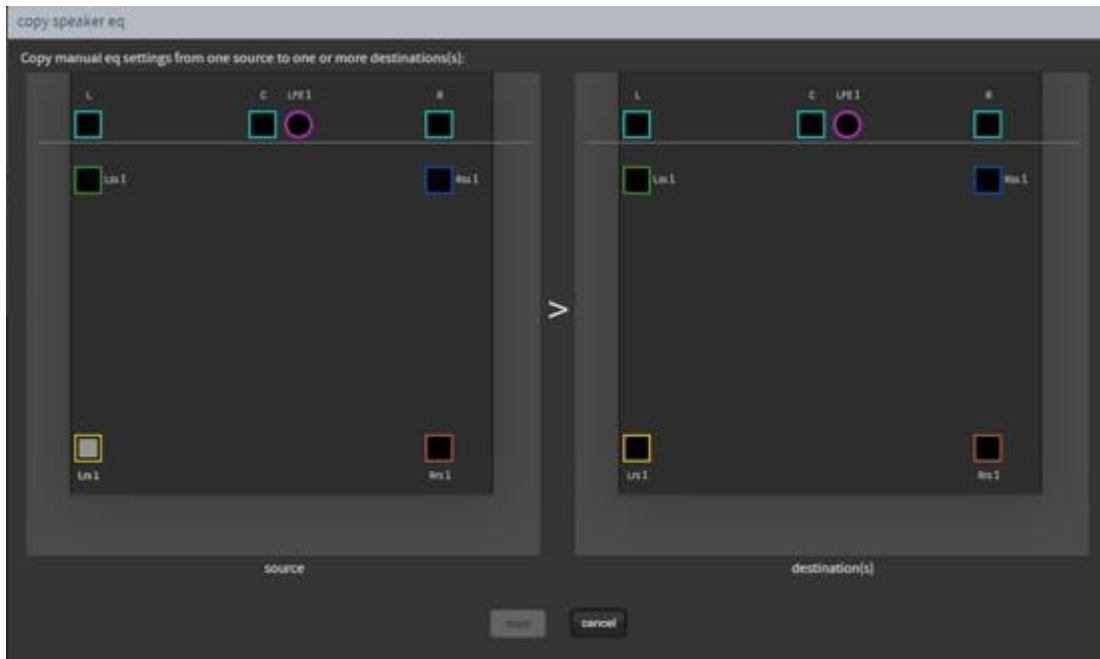 copy speaker eq
Copy manual eq settings from one source to one or more destinations(s):
L C LFE 1 R L C LFE 1 R
Lss 1 Rss 1 Lss 1 Rss 1
>
Lrs 1 Rrs 1 Lrs 1 Rrs 1
source destination(s)
copy cancel